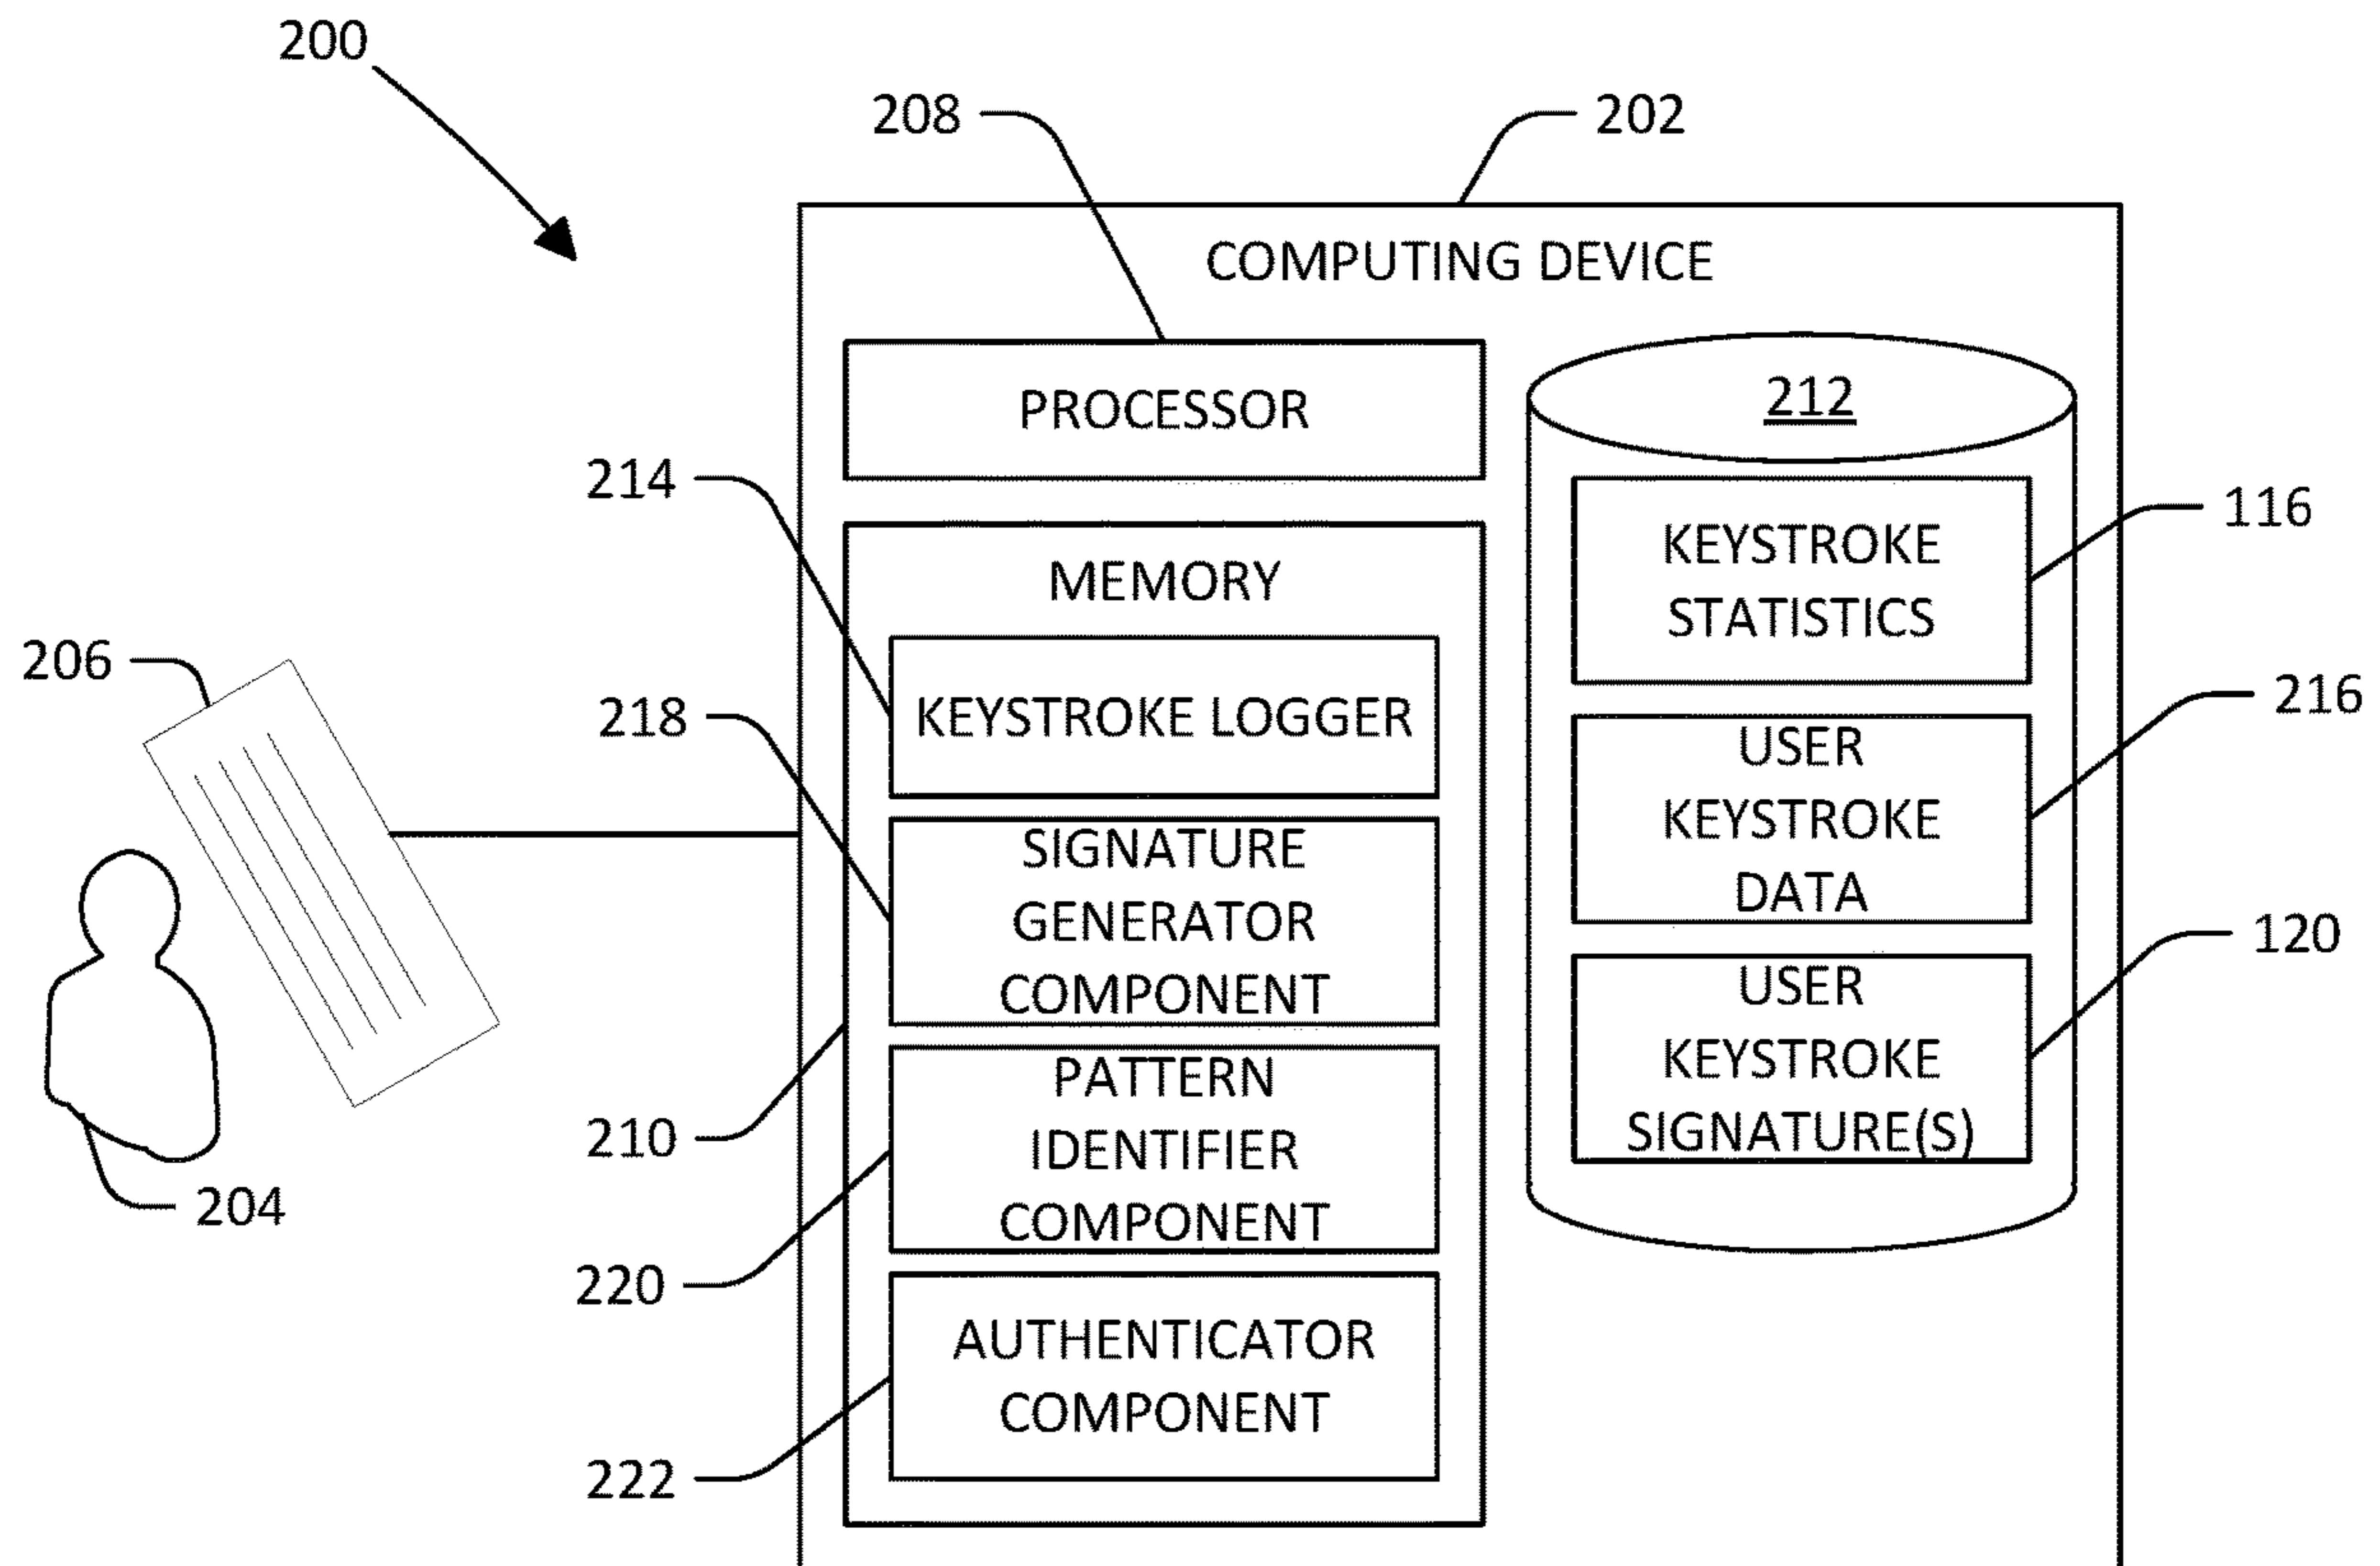 200
208
202
COMPUTING DEVICE
PROCESSOR
212
214
KEYSTROKE
STATISTICS
116
MEMORY
206
KEYSTROKE LOGGER
218
USER
KEYSTROKE
DATA
216
SIGNATURE
GENERATOR
COMPONENT
120
USER
KEYSTROKE
SIGNATURE(S)
210
PATTERN
IDENTIFIER
COMPONENT
204
220
AUTHENTICATOR
COMPONENT
222